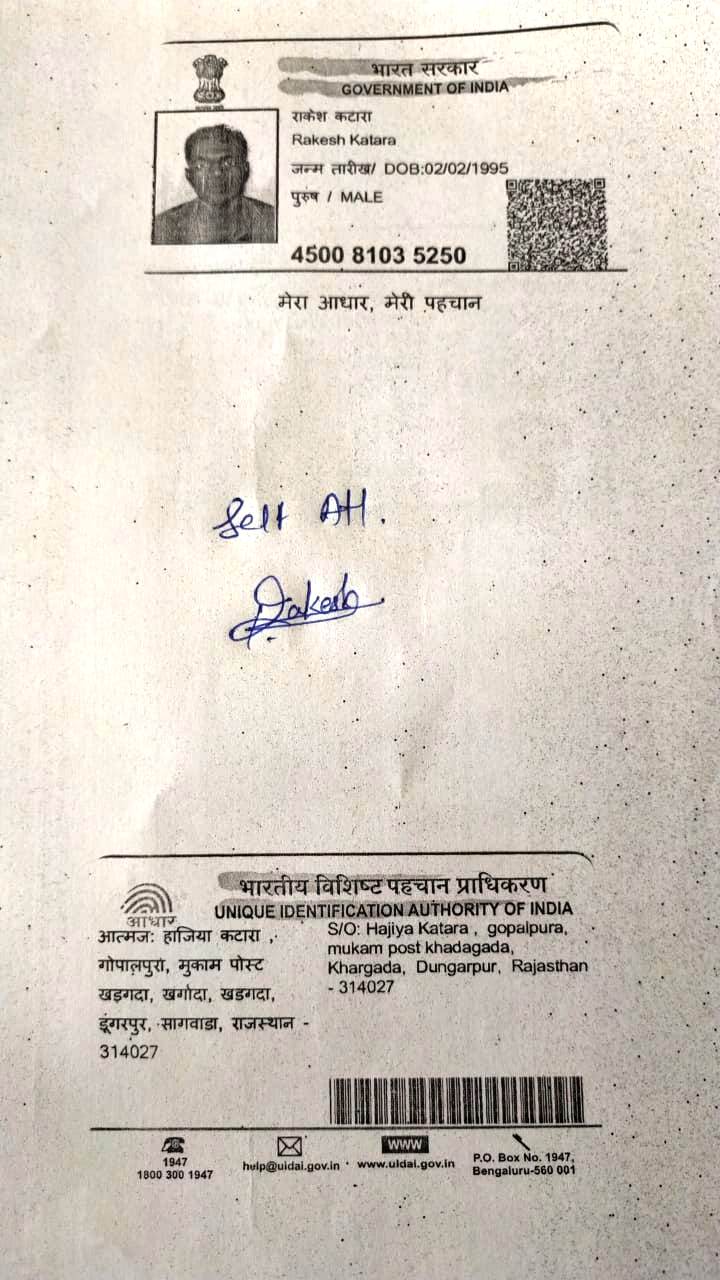 भारत सरकार
GOVERNMENT OF INDIA
राकेश कटारा
Rakesh Katara
जन्म तारीख/ DOB:02/02/1995
पुरुष / MALE
4500 8103 5250
मेरा आधार, मेरी पहचान
Self Att.
Rakesh
भारतीय विशिष्ट पहचान प्राधिकरण
UNIQUE IDENTIFICATION AUTHORITY OF INDIA
आधार
आत्मजः हाजिया कटारा ,
गोपालपुरा, मुकाम पोस्ट
खड़गदा, खर्गादा, खडगदा,
डूंगरपुर, सागवाडा, राजस्थान -
314027
S/O: Hajiya Katara , gopalpura,
mukam post khadagada,
Khargada, Dungarpur, Rajasthan
- 314027
1947
1800 300 1947
help@uidai.gov.in
www
www.uidai.gov.in
P.O. Box No. 1947,
Bengaluru-560 001